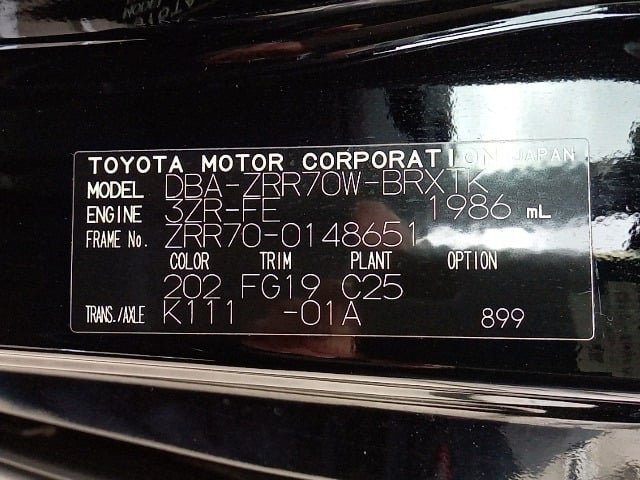 TOYOTA MOTOR CORPORATION JAPAN
MODEL DBA-ZRR70W-BRXTK
ENGINE 3ZR-FE 1986 mL
FRAME No. ZRR70-0148651
COLOR TRIM PLANT OPTION
202 FG19 C25
TRANS./AXLE K111 -01A 899